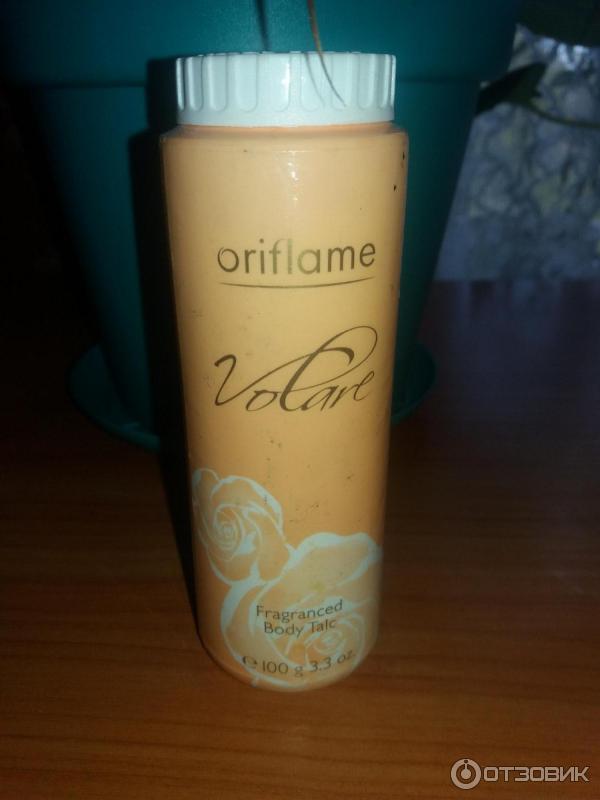 oriflame
Volare
Fragranced
Body Talc
℮ 100 g 3.3 oz.
ОТЗОВИК